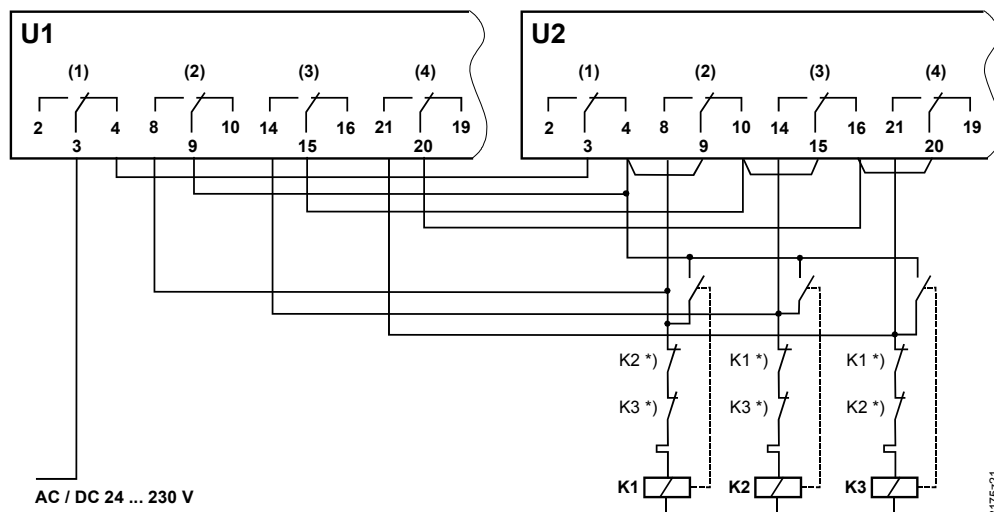 U1
U2
(1) (2) (3) (4)
(1) (2) (3) (4)
2 4 8 10 14 16 21 19
2 4 8 10 14 16 21 19
3 9 15 20
3 9 15 20
K2 *) K1 *) K1 *)
K3 *) K3 *) K2 *)
K1 K2 K3
AC / DC 24 ... 230 V